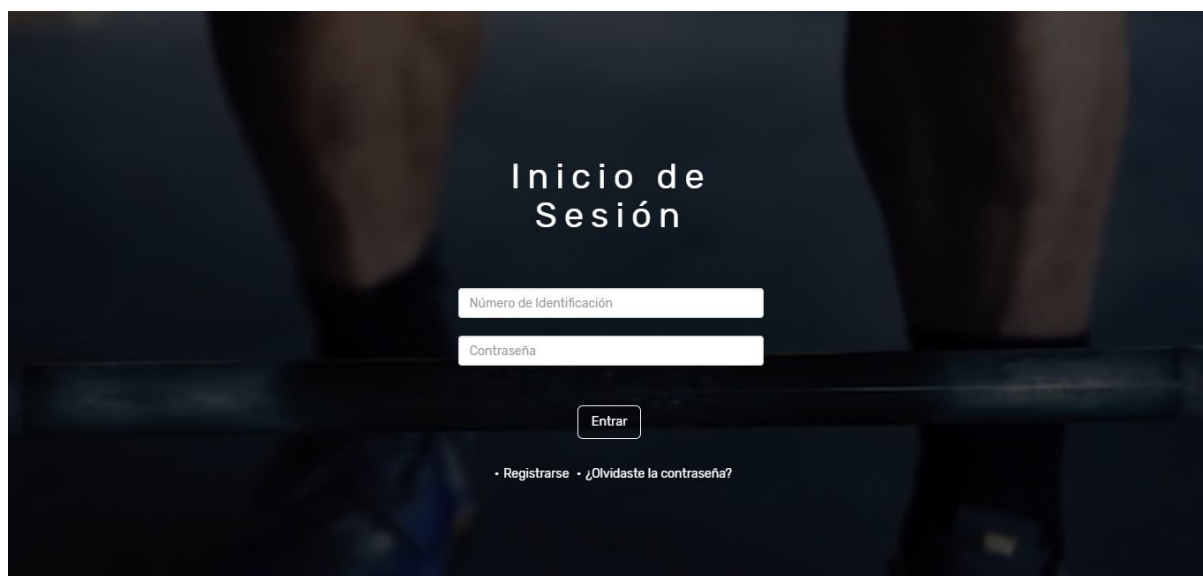 Inicio de
Sesión
Número de Identificación
Contraseña
Entrar
· Registrarse · ¿Olvidaste la contraseña?